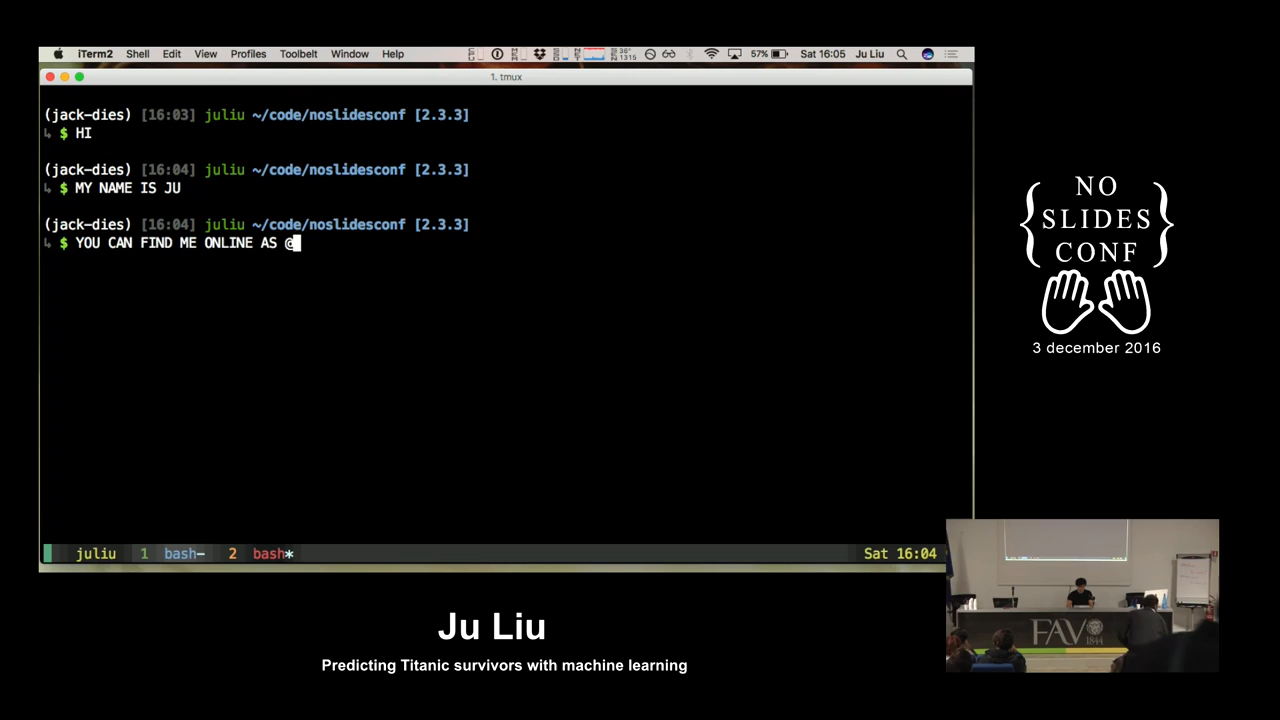 iTerm2 Shell Edit View Profiles Toolbelt Window Help 57% Sat 16:05 Ju Liu
1. tmux
(jack-dies) [16:03] juliu ~/code/noslidesconf [2.3.3]
↳ $ HI
(jack-dies) [16:04] juliu ~/code/noslidesconf [2.3.3]
↳ $ MY NAME IS JU
(jack-dies) [16:04] juliu ~/code/noslidesconf [2.3.3]
↳ $ YOU CAN FIND ME ONLINE AS @
juliu 1 bash- 2 bash* Sat 16:04
NO
SLIDES
CONF
3 december 2016
FAV
1844
Ju Liu
Predicting Titanic survivors with machine learning